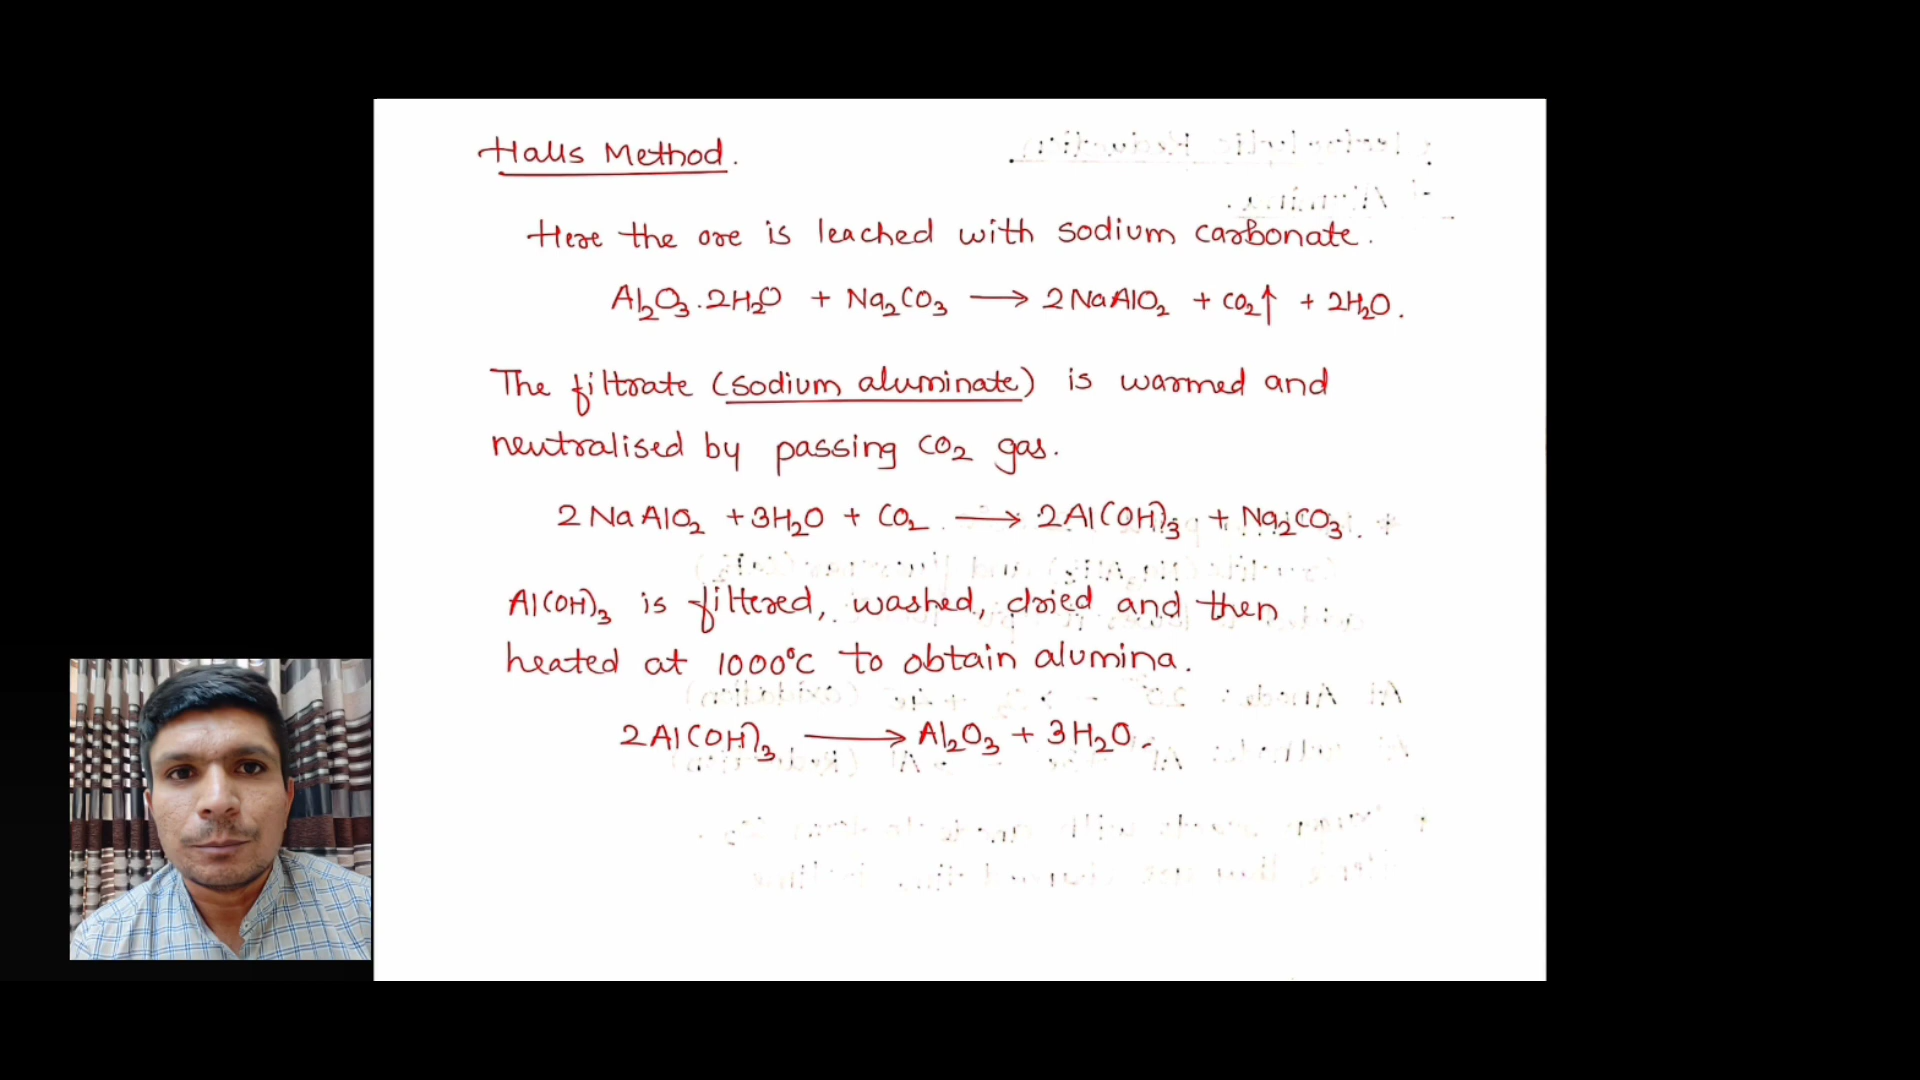 Halls Method.
Here the ore is leached with sodium carbonate.
Al₂O₃.2H₂O + Na₂CO₃ ⟶ 2NaAlO₂ + CO₂↑ + 2H₂O.
The filtrate (sodium aluminate) is warmed and
neutralised by passing CO₂ gas.
2NaAlO₂ + 3H₂O + CO₂ ⟶ 2Al(OH)₃ + Na₂CO₃.
Al(OH)₃ is filtered, washed, dried and then
heated at 1000°C to obtain alumina.
2Al(OH)₃ ⟶ Al₂O₃ + 3H₂O.